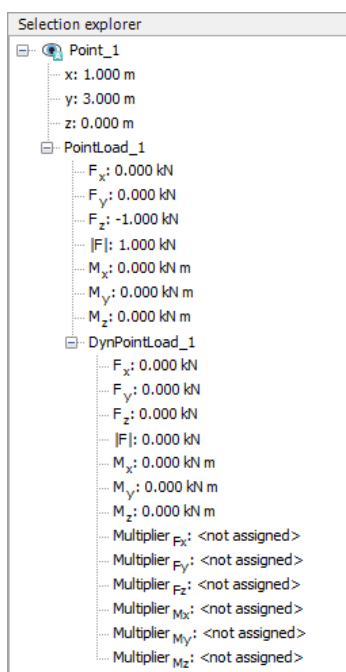 Selection explorer
Point_1
x: 1.000 m
y: 3.000 m
z: 0.000 m
PointLoad_1
Fx: 0.000 kN
Fy: 0.000 kN
Fz: -1.000 kN
|F|: 1.000 kN
Mx: 0.000 kN m
My: 0.000 kN m
Mz: 0.000 kN m
DynPointLoad_1
Fx: 0.000 kN
Fy: 0.000 kN
Fz: 0.000 kN
|F|: 0.000 kN
Mx: 0.000 kN m
My: 0.000 kN m
Mz: 0.000 kN m
Multiplier Fx: <not assigned>
Multiplier Fy: <not assigned>
Multiplier Fz: <not assigned>
Multiplier Mx: <not assigned>
Multiplier My: <not assigned>
Multiplier Mz: <not assigned>